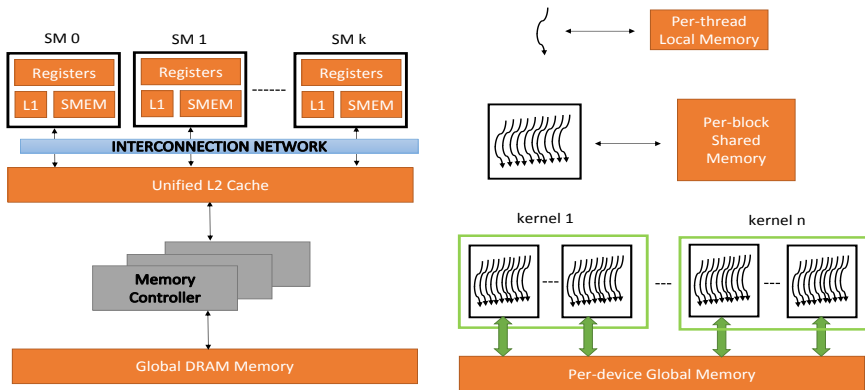 SM 0
SM 1
SM k
Registers
Registers
Registers
L1
SMEM
L1
SMEM
L1
SMEM
INTERCONNECTION NETWORK
Unified L2 Cache
Memory
Controller
Global DRAM Memory
Per-thread
Local Memory
Per-block
Shared
Memory
kernel 1
kernel n
Per-device Global Memory